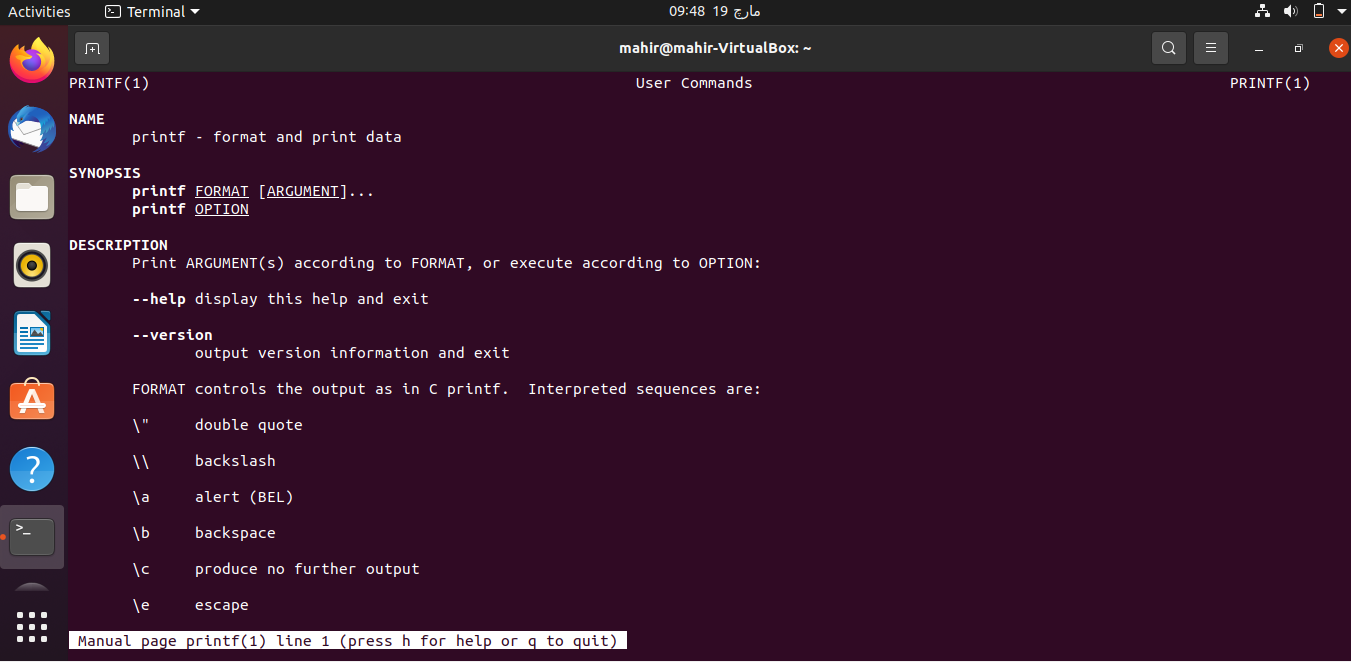 Activities Terminal 09:48 19 مارچ
mahir@mahir-VirtualBox: ~
PRINTF(1) User Commands PRINTF(1)
NAME
printf - format and print data
SYNOPSIS
printf FORMAT [ARGUMENT]...
printf OPTION
DESCRIPTION
Print ARGUMENT(s) according to FORMAT, or execute according to OPTION:
--help display this help and exit
--version
output version information and exit
FORMAT controls the output as in C printf.  Interpreted sequences are:
\" double quote
\\ backslash
\a alert (BEL)
\b backspace
\c produce no further output
\e escape
Manual page printf(1) line 1 (press h for help or q to quit)